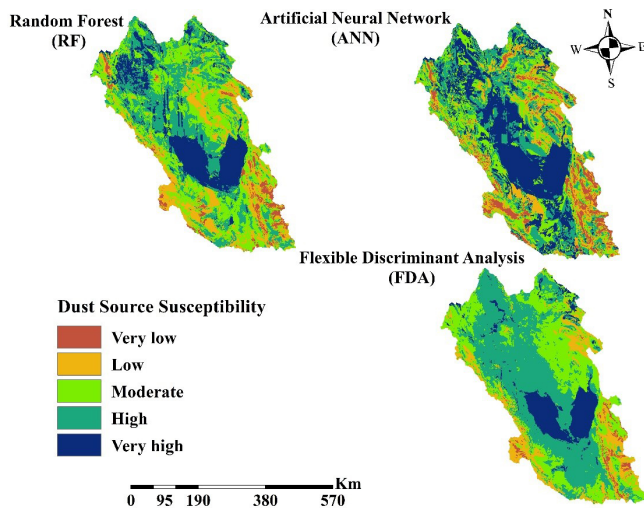 Random Forest
(RF)
Artificial Neural Network
(ANN)
N
W
E
S
Flexible Discriminant Analysis
(FDA)
Dust Source Susceptibility
Very low
Low
Moderate
High
Very high
Km
0 95 190 380 570